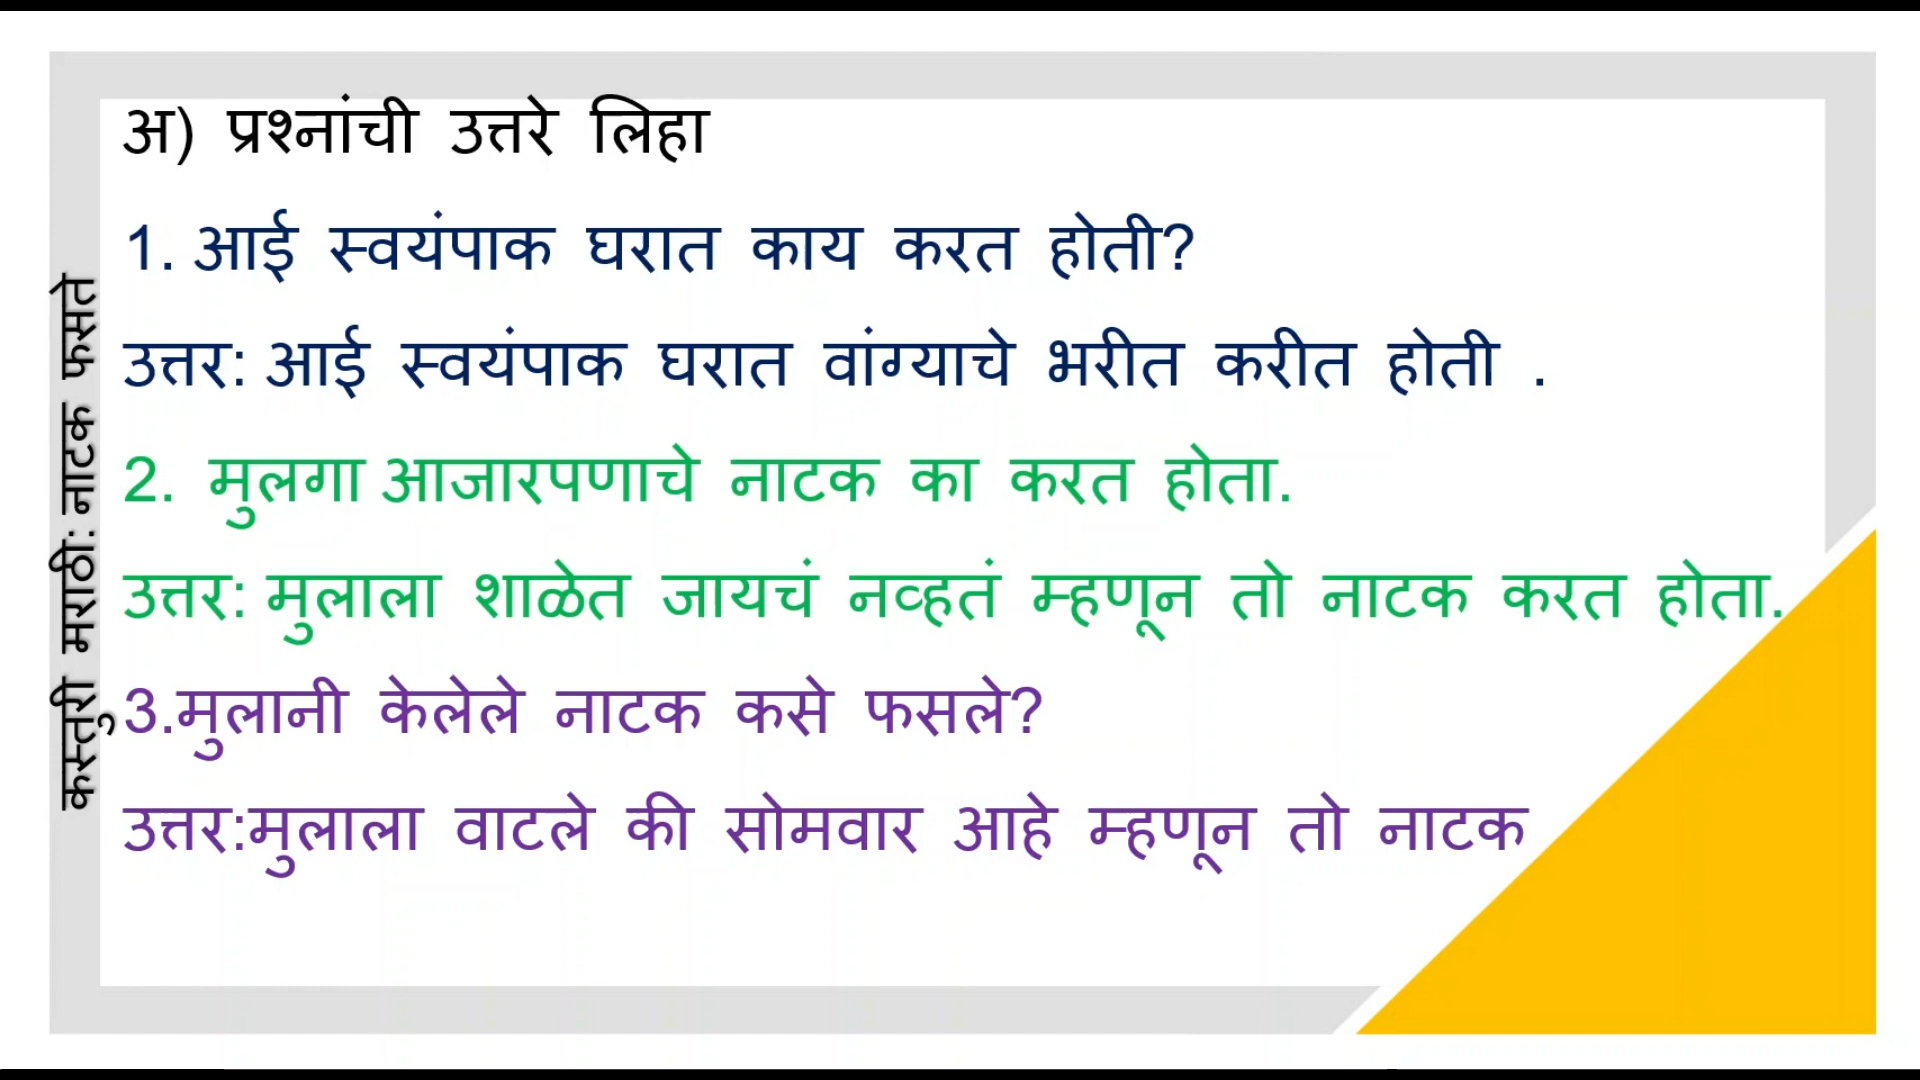 अ) प्रश्नांची उत्तरे लिहा
1. आई स्वयंपाक घरात काय करत होती?
उत्तर: आई स्वयंपाक घरात वांग्याचे भरीत करीत होती .
2. मुलगा आजारपणाचे नाटक का करत होता.
उत्तर: मुलाला शाळेत जायचं नव्हतं म्हणून तो नाटक करत होता.
3.मुलानी केलेले नाटक कसे फसले?
उत्तर:मुलाला वाटले की सोमवार आहे म्हणून तो नाटक
कस्तुरी मराठी: नाटक फसते